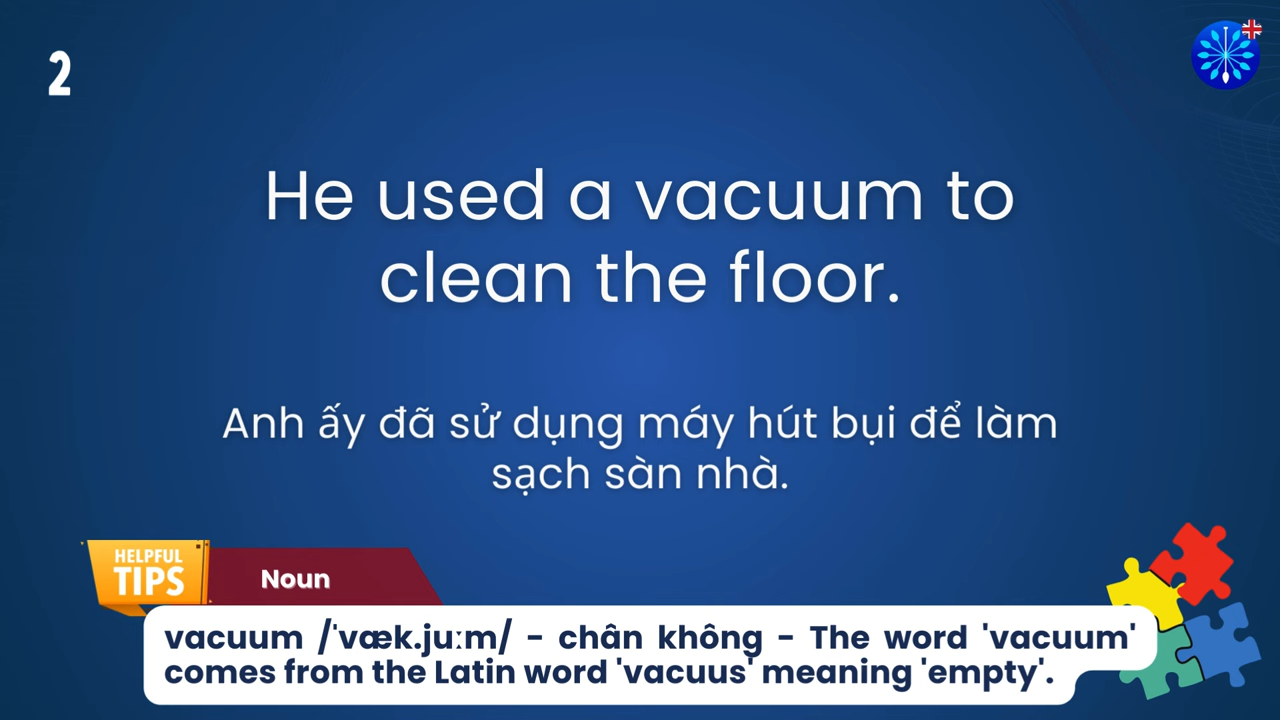 2
He used a vacuum to
clean the floor.
Anh ấy đã sử dụng máy hút bụi để làm
sạch sàn nhà.
HELPFUL
TIPS
Noun
vacuum /ˈvæk.juːm/ - chân không - The word 'vacuum'
comes from the Latin word 'vacuus' meaning 'empty'.